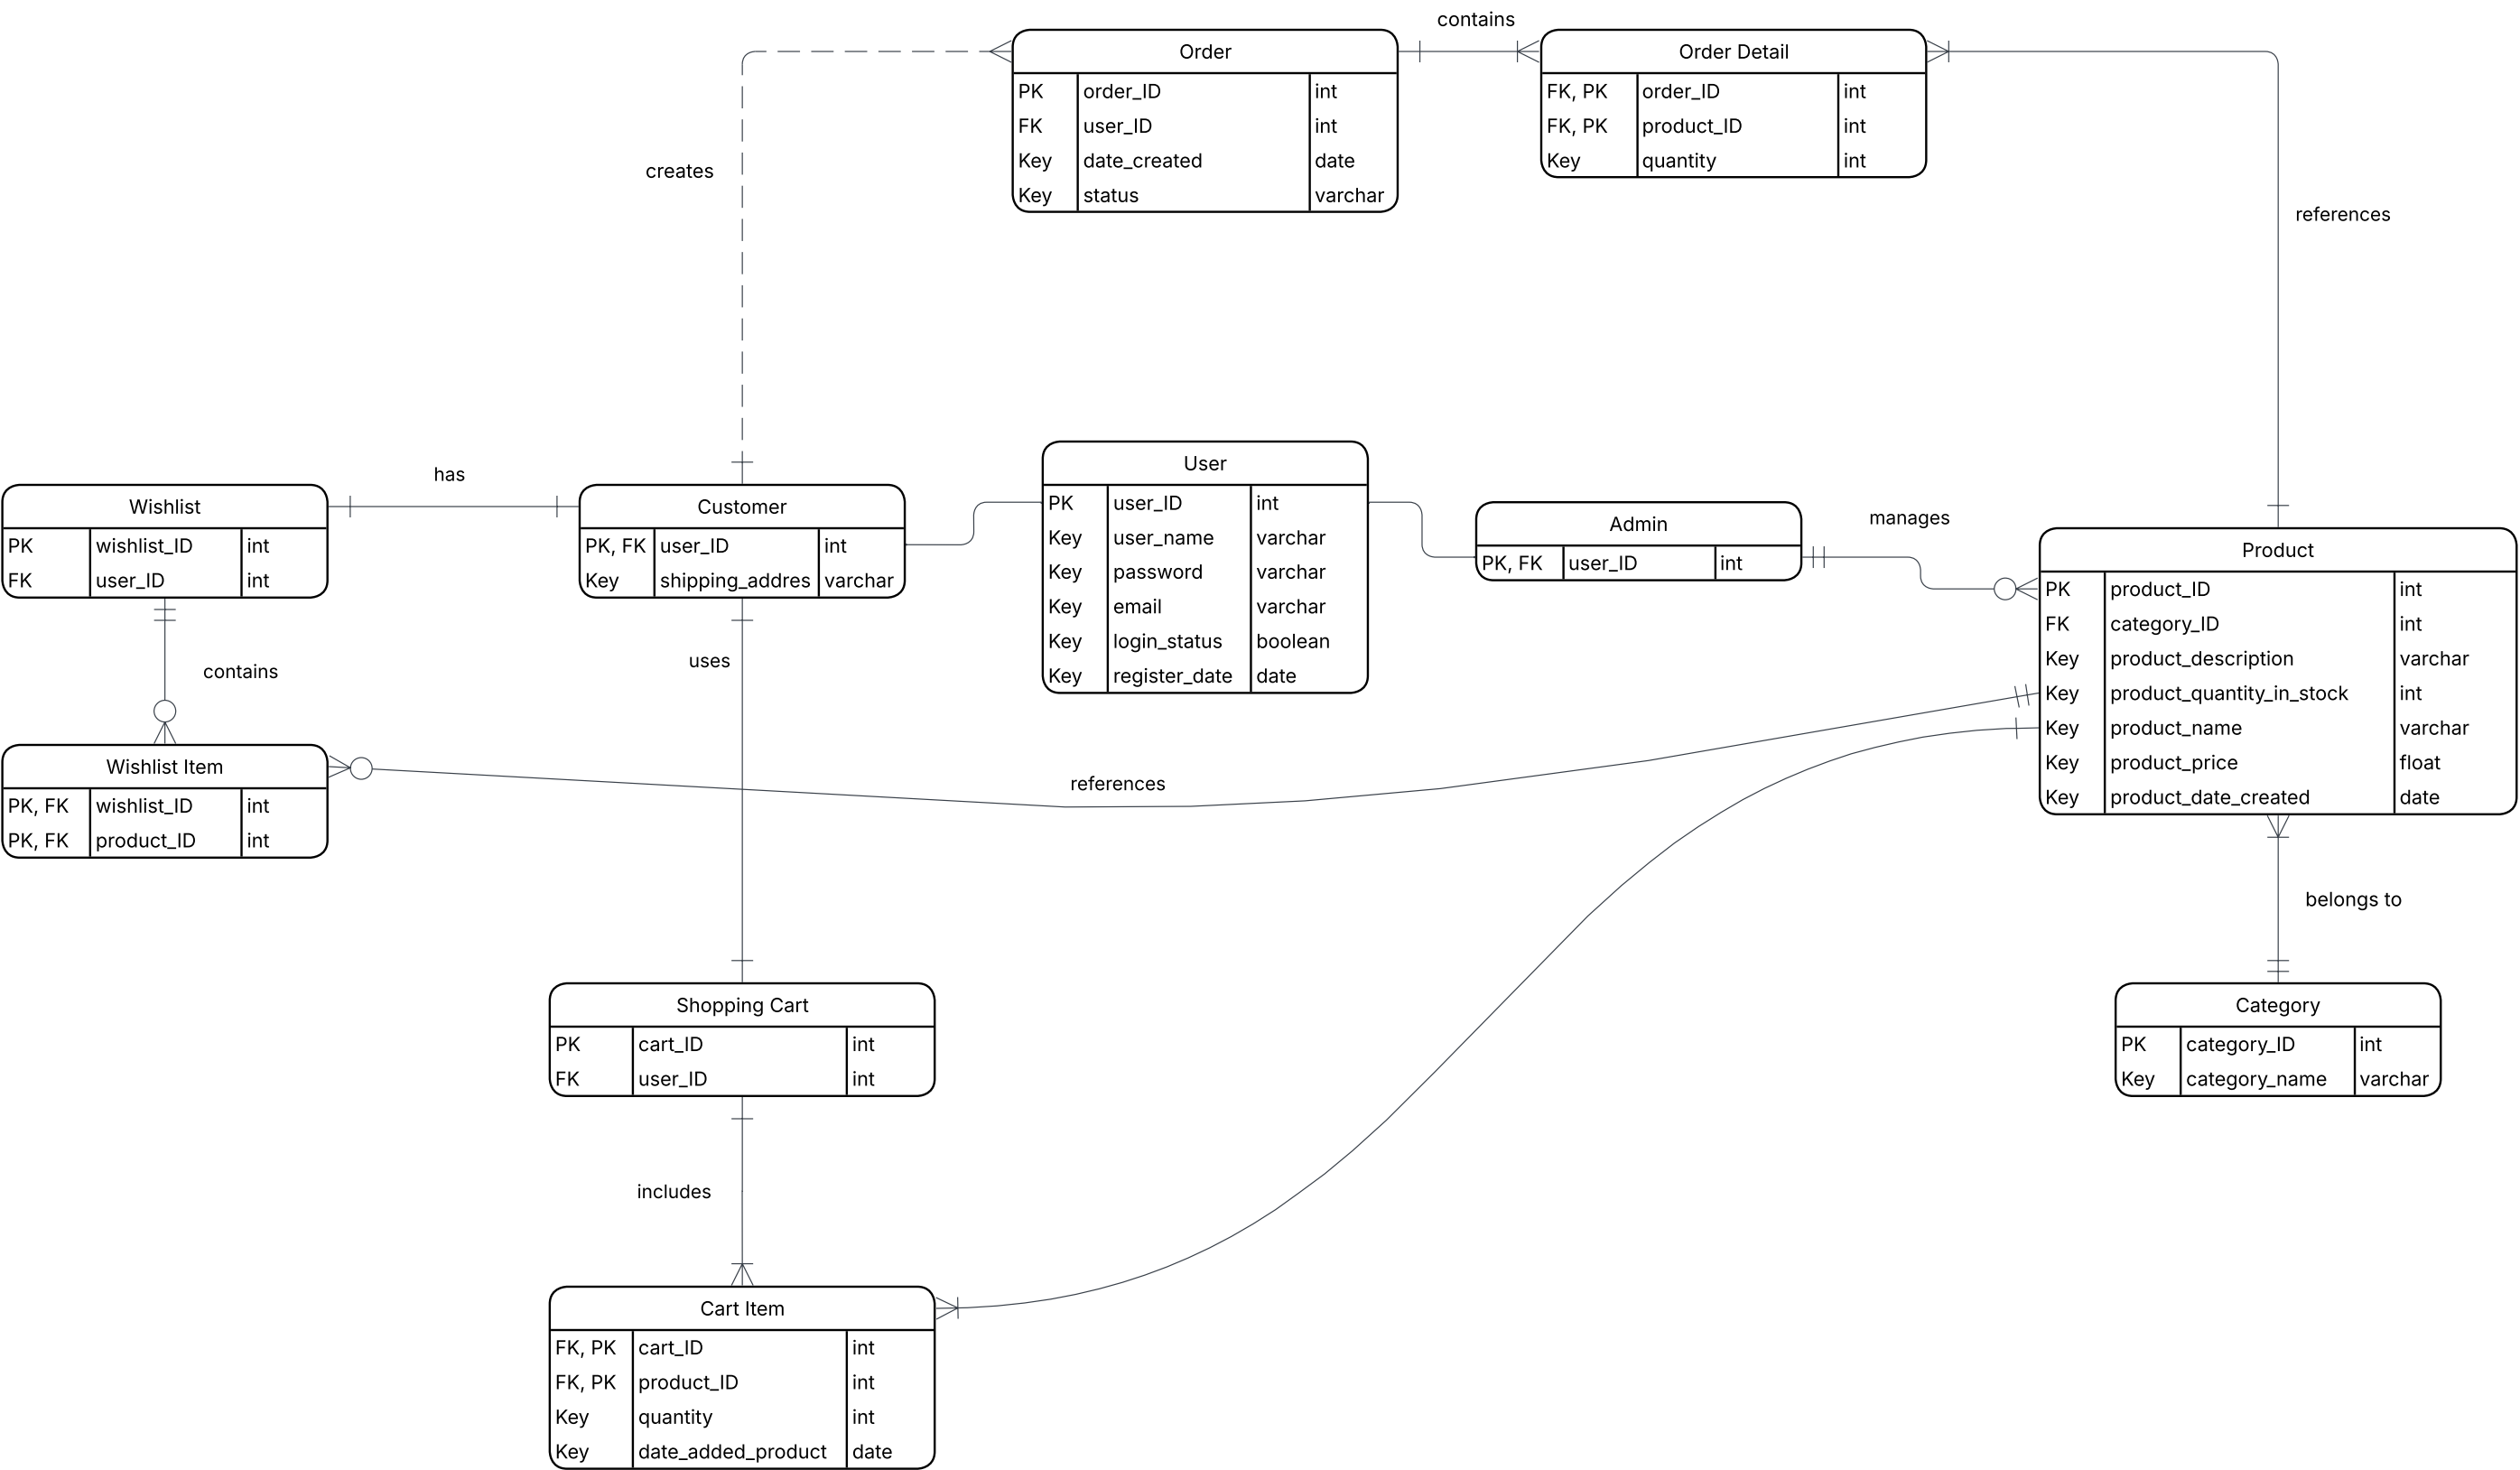 contains
Order
PK order_ID int
FK user_ID int
Key date_created date
Key status varchar
Order Detail
FK, PK order_ID int
FK, PK product_ID int
Key quantity int
creates
references
has
Wishlist
PK wishlist_ID int
FK user_ID int
Customer
PK, FK user_ID int
Key shipping_addres varchar
User
PK user_ID int
Key user_name varchar
Key password varchar
Key email varchar
Key login_status boolean
Key register_date date
Admin
PK, FK user_ID int
manages
Product
PK product_ID int
FK category_ID int
Key product_description varchar
Key product_quantity_in_stock int
Key product_name varchar
Key product_price float
Key product_date_created date
contains
uses
Wishlist Item
PK, FK wishlist_ID int
PK, FK product_ID int
references
belongs to
Shopping Cart
PK cart_ID int
FK user_ID int
Category
PK category_ID int
Key category_name varchar
includes
Cart Item
FK, PK cart_ID int
FK, PK product_ID int
Key quantity int
Key date_added_product date